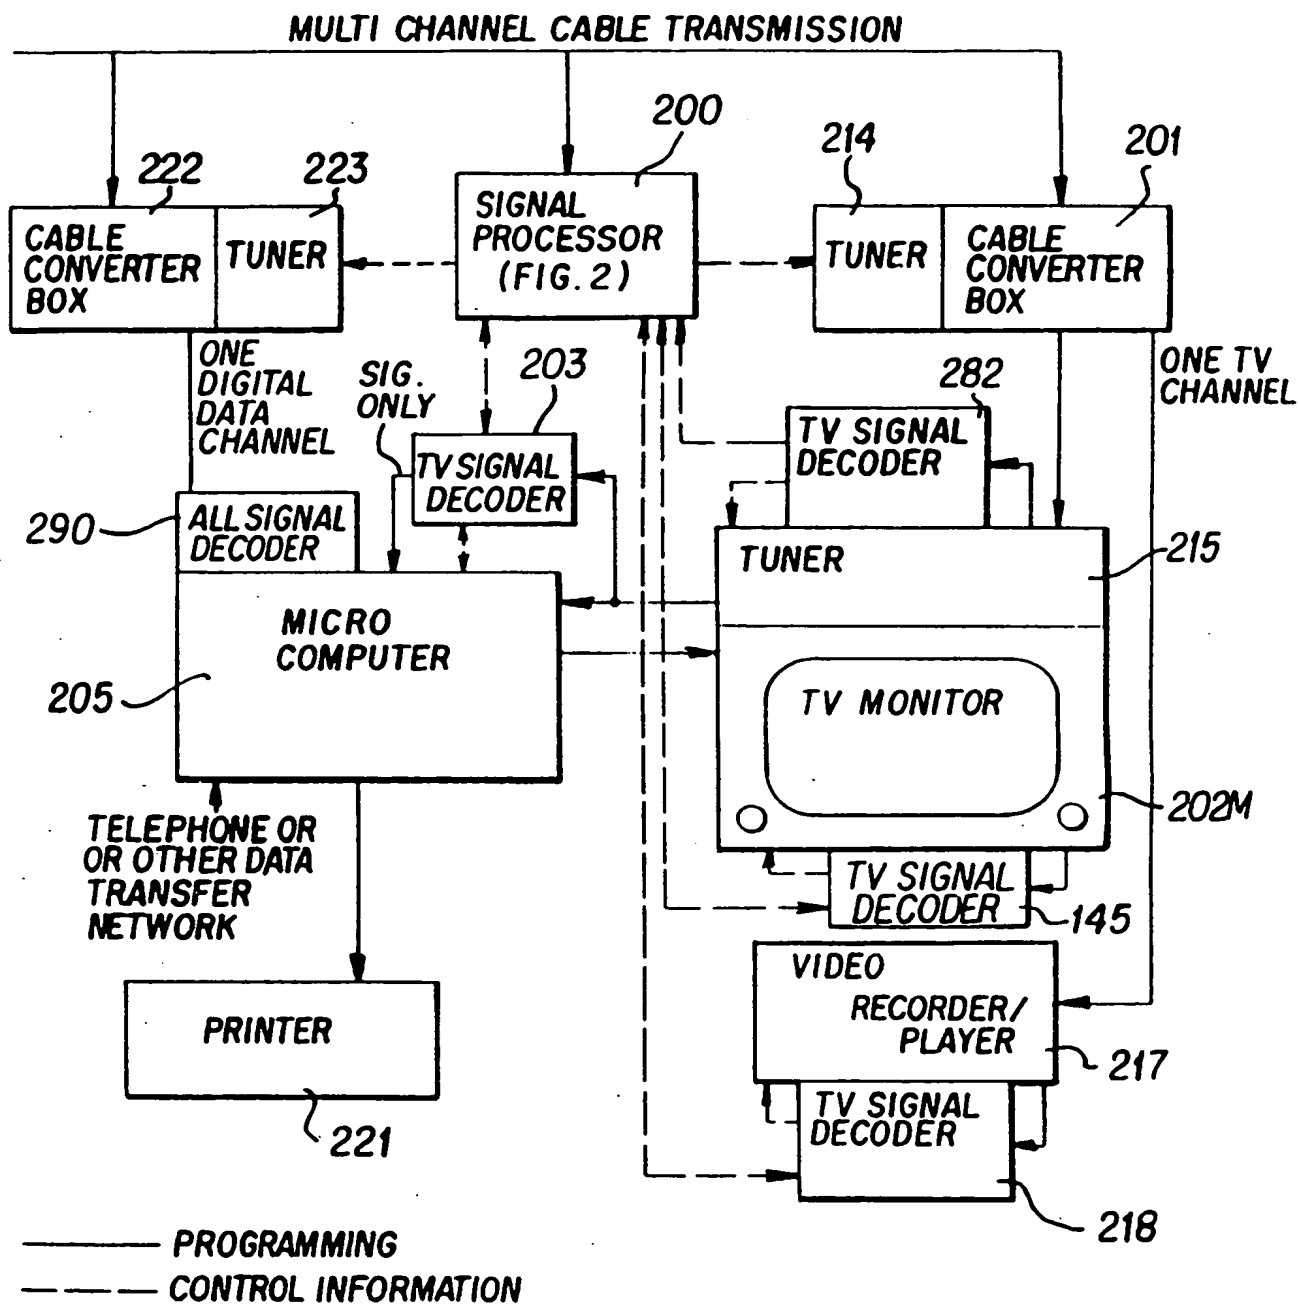 MULTI CHANNEL CABLE TRANSMISSION
200
214
201
222
223
CABLE
CONVERTER
BOX
TUNER
SIGNAL
PROCESSOR
(FIG. 2)
TUNER
CABLE
CONVERTER
BOX
ONE
DIGITAL
DATA
CHANNEL
SIG.
ONLY
203
282
ONE TV
CHANNEL
TV SIGNAL
DECODER
TV SIGNAL
DECODER
290
ALL SIGNAL
DECODER
TUNER
215
MICRO
COMPUTER
205
TV MONITOR
202M
TELEPHONE OR
OR OTHER DATA
TRANSFER
NETWORK
TV SIGNAL
DECODER
145
VIDEO
RECORDER/
PLAYER
217
PRINTER
221
TV SIGNAL
DECODER
218
PROGRAMMING
CONTROL INFORMATION